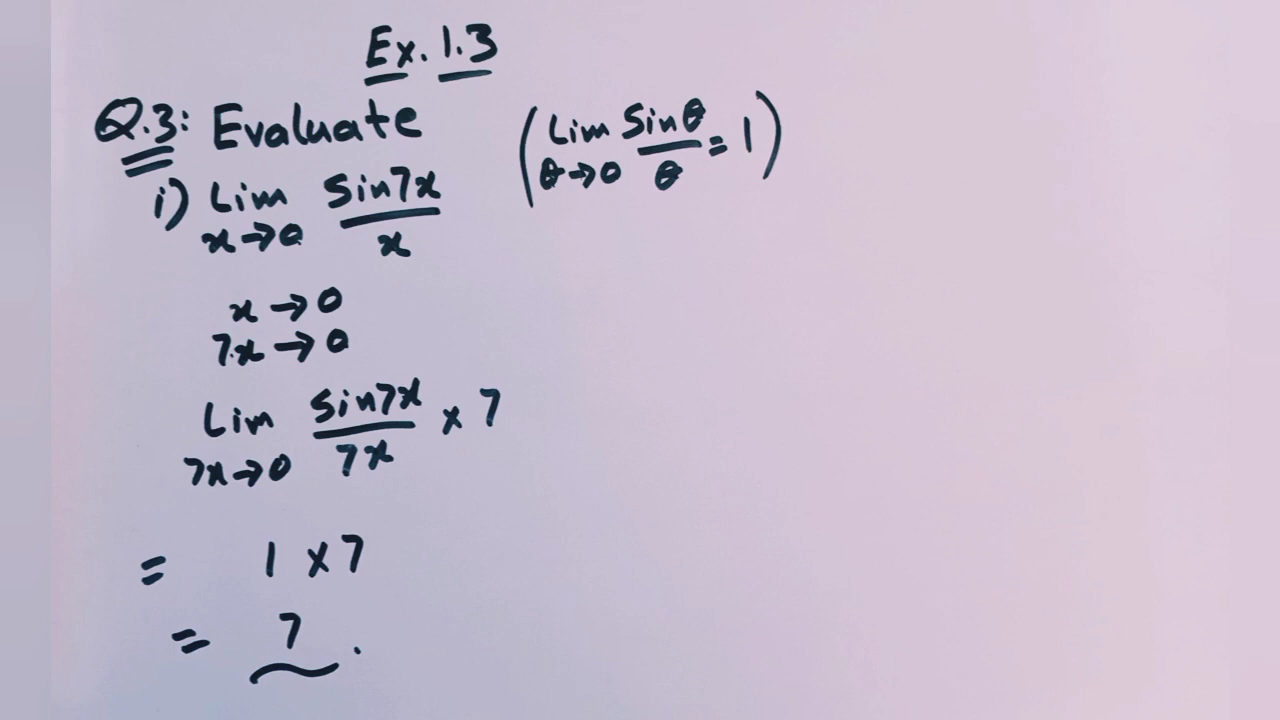 Ex. 1.3
Q.3: Evaluate (Lim θ→0 Sinθ/θ = 1)
i) Lim x→0 Sin7x/x
x → 0
7x → 0
Lim 7x→0 Sin7x/7x × 7
= 1 × 7
= 7.